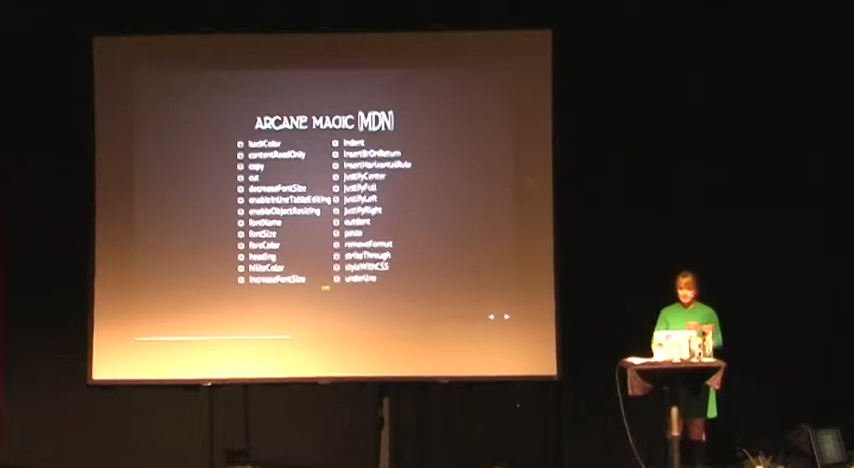 ARCANE MAGIC (MDN)
backColor
contentReadOnly
copy
cut
decreaseFontSize
enableInlineTableEditing
enableObjectResizing
fontName
fontSize
foreColor
heading
hiliteColor
increaseFontSize
indent
insertBrOnReturn
insertHorizontalRule
justifyCenter
justifyFull
justifyLeft
justifyRight
outdent
paste
removeFormat
strikeThrough
styleWithCSS
underline